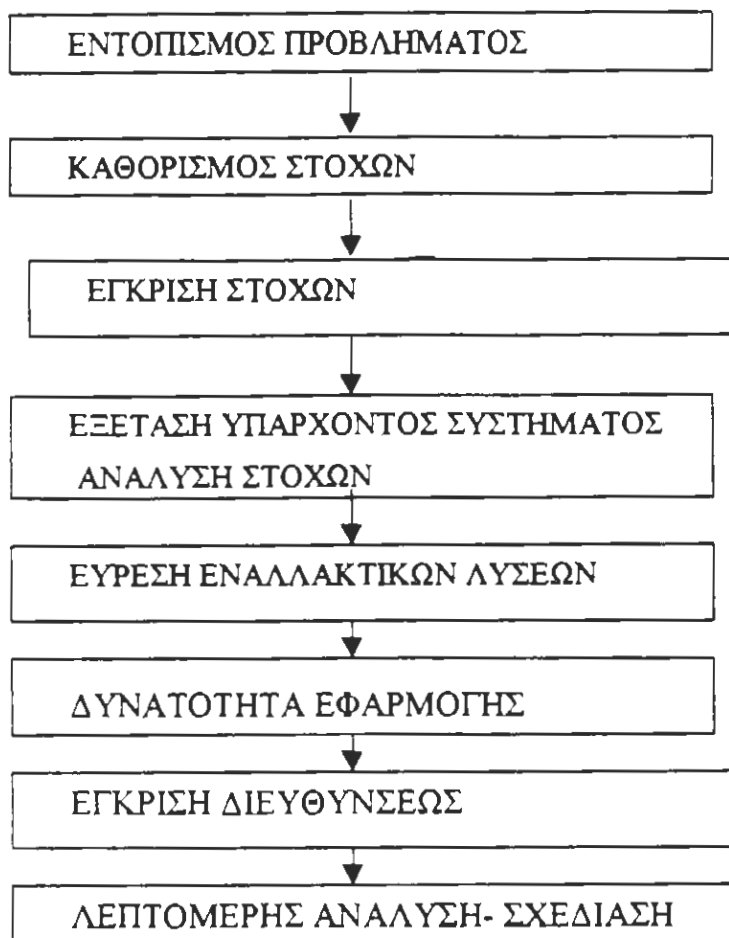 ΕΝΤΟΠΙΣΜΟΣ ΠΡΟΒΛΗΜΑΤΟΣ
ΚΑΘΟΡΙΣΜΟΣ ΣΤΟΧΩΝ
ΕΓΚΡΙΣΗ ΣΤΟΧΩΝ
ΕΞΕΤΑΣΗ ΥΠΑΡΧΟΝΤΟΣ ΣΥΣΤΗΜΑΤΟΣ
ΑΝΑΛΥΣΗ ΣΤΟΧΩΝ
ΕΥΡΕΣΗ ΕΝΑΛΛΑΚΤΙΚΩΝ ΛΥΣΕΩΝ
ΔΥΝΑΤΟΤΗΤΑ ΕΦΑΡΜΟΓΗΣ
ΕΓΚΡΙΣΗ ΔΙΕΥΘΥΝΣΕΩΣ
ΛΕΠΤΟΜΕΡΗΣ ΑΝΑΛΥΣΗ- ΣΧΕΔΙΑΣΗ